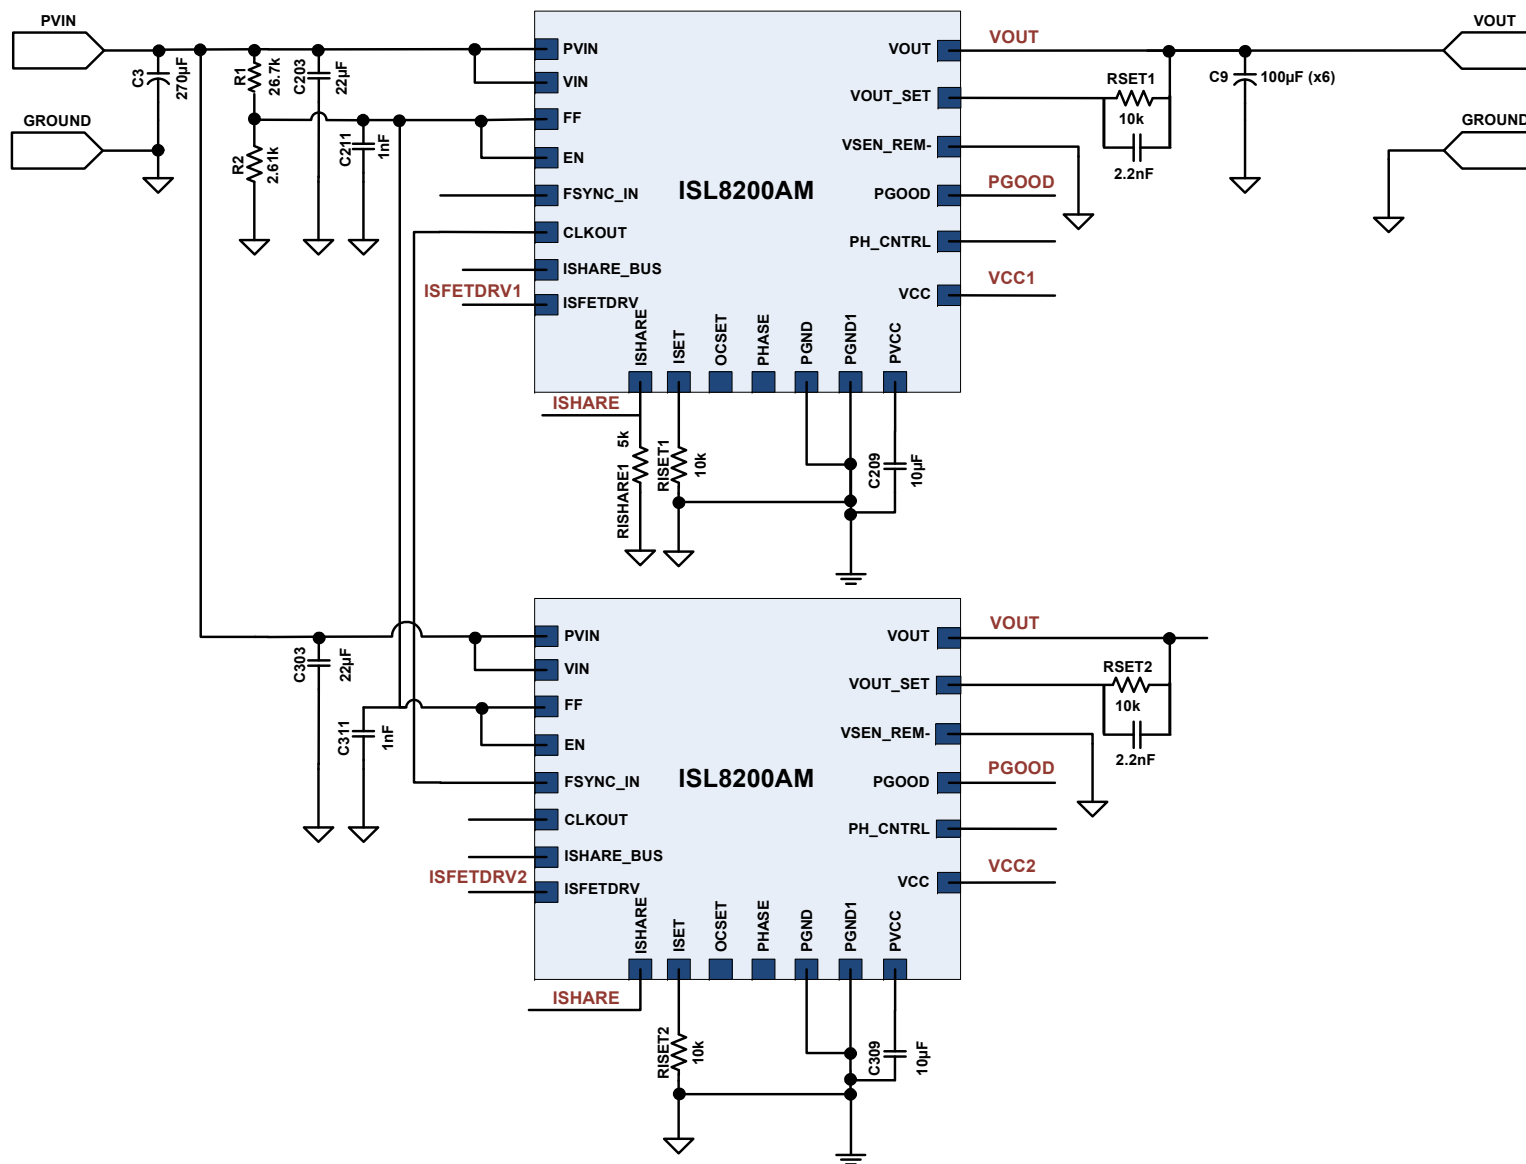 PVIN
GROUND
C3
270µF
R1
26.7k
C203
22µF
R2
2.61k
C211
1nF
PVIN
VIN
FF
EN
FSYNC_IN
CLKOUT
ISHARE_BUS
ISFETDRV
ISFETDRV1
ISL8200AM
VOUT
VOUT_SET
VSEN_REM-
PGOOD
PH_CNTRL
VCC
VOUT
PGOOD
VCC1
RSET1
10k
2.2nF
C9
100µF (x6)
VOUT
GROUND
ISHARE
ISET
OCSET
PHASE
PGND
PGND1
PVCC
ISHARE
RISHARE1
5k
RISET1
10k
C209
10µF
C303
22µF
C311
1nF
PVIN
VIN
FF
EN
FSYNC_IN
CLKOUT
ISHARE_BUS
ISFETDRV
ISFETDRV2
ISL8200AM
VOUT
VOUT_SET
VSEN_REM-
PGOOD
PH_CNTRL
VCC
VOUT
PGOOD
VCC2
RSET2
10k
2.2nF
ISHARE
ISET
OCSET
PHASE
PGND
PGND1
PVCC
ISHARE
RISET2
10k
C309
10µF